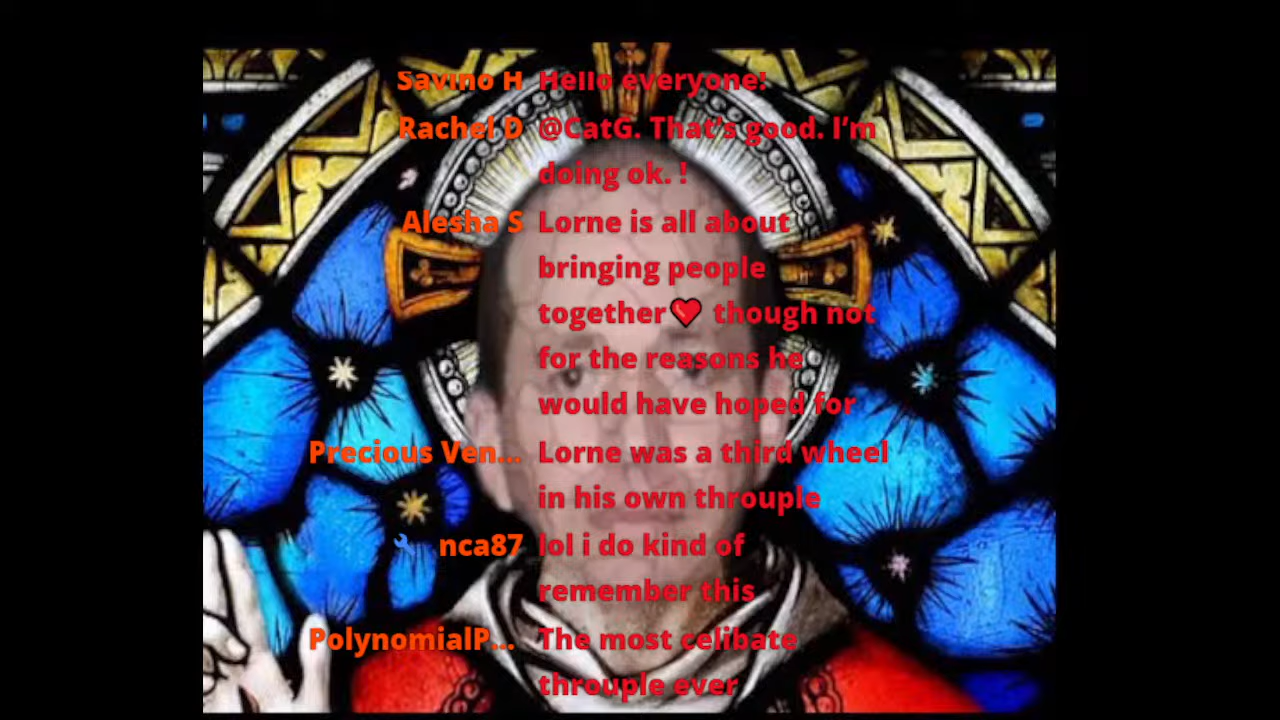 Savino H Hello everyone!
Rachel D @CatG. That's good. I'm
doing ok. !
Alesha S Lorne is all about
bringing people
together❤️ though not
for the reasons he
would have hoped for
Precious Ven... Lorne was a third wheel
in his own throuple
nca87 lol i do kind of
remember this
PolynomialP... The most celibate
throuple ever